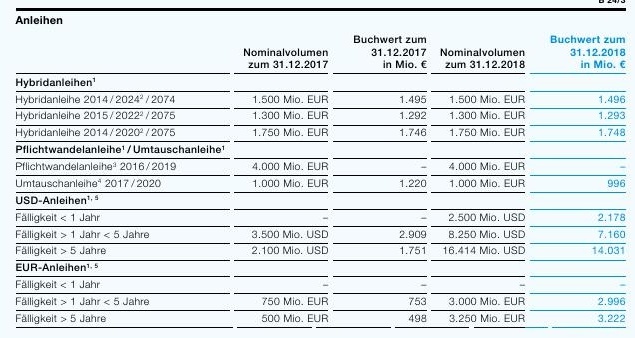 B 24/3
Anleihen
Nominalvolumen zum 31.12.2017 Buchwert zum 31.12.2017 in Mio. € Nominalvolumen zum 31.12.2018 Buchwert zum 31.12.2018 in Mio. €
Hybridanleihen¹
Hybridanleihe 2014 / 2024² / 2074 1.500 Mio. EUR 1.495 1.500 Mio. EUR 1.496
Hybridanleihe 2015 / 2022² / 2075 1.300 Mio. EUR 1.292 1.300 Mio. EUR 1.293
Hybridanleihe 2014 / 2020² / 2075 1.750 Mio. EUR 1.746 1.750 Mio. EUR 1.748
Pflichtwandelanleihe¹ / Umtauschanleihe¹
Pflichtwandelanleihe³ 2016 / 2019 4.000 Mio. EUR – 4.000 Mio. EUR –
Umtauschanleihe⁴ 2017 / 2020 1.000 Mio. EUR 1.220 1.000 Mio. EUR 996
USD-Anleihen¹, ⁵
Fälligkeit < 1 Jahr – – 2.500 Mio. USD 2.178
Fälligkeit > 1 Jahr < 5 Jahre 3.500 Mio. USD 2.909 8.250 Mio. USD 7.160
Fälligkeit > 5 Jahre 2.100 Mio. USD 1.751 16.414 Mio. USD 14.031
EUR-Anleihen¹, ⁵
Fälligkeit < 1 Jahr – – – –
Fälligkeit > 1 Jahr < 5 Jahre 750 Mio. EUR 753 3.000 Mio. EUR 2.996
Fälligkeit > 5 Jahre 500 Mio. EUR 498 3.250 Mio. EUR 3.222